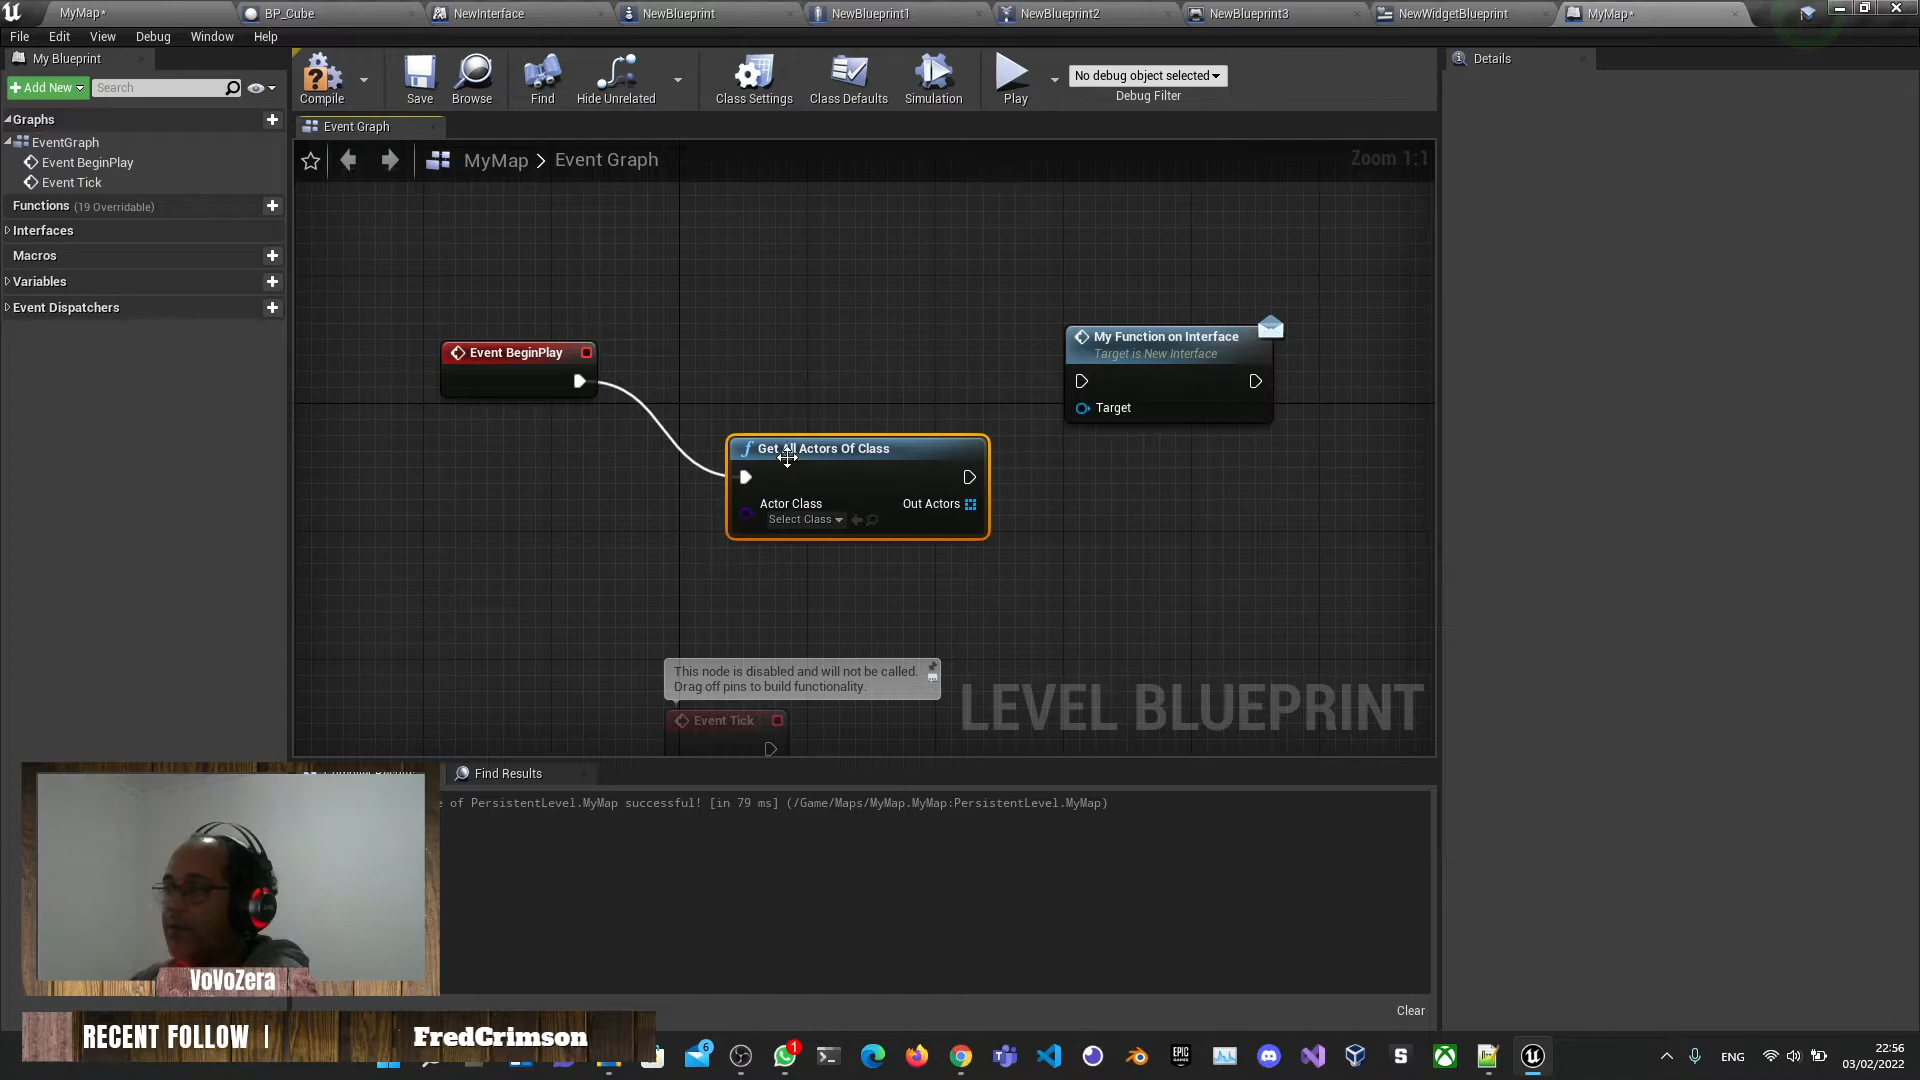 MyMap*
BP_Cube
NewInterface
NewBlueprint
NewBlueprint1
NewBlueprint2
NewBlueprint3
NewWidgetBlueprint
MyMap*
File
Edit
View
Debug
Window
Help
My Blueprint
Add New
Search
Graphs
EventGraph
Event BeginPlay
Event Tick
Functions (19 Overridable)
Interfaces
Macros
Variables
Event Dispatchers
Compile
Save
Browse
Find
Hide Unrelated
Class Settings
Class Defaults
Simulation
Play
No debug object selected
Debug Filter
Details
Event Graph
MyMap > Event Graph
Zoom 1:1
Event BeginPlay
My Function on Interface
Target is New Interface
Target
f Get All Actors Of Class
Actor Class
Select Class
Out Actors
This node is disabled and will not be called.
Drag off pins to build functionality.
Event Tick
LEVEL BLUEPRINT
Find Results
e of PersistentLevel.MyMap successful! [in 79 ms] (/Game/Maps/MyMap.MyMap:PersistentLevel.MyMap)
Clear
VoVoZera
RECENT FOLLOW |
FredCrimson
6
1
EPIC
GAMES
S
ENG
22:56
03/02/2022